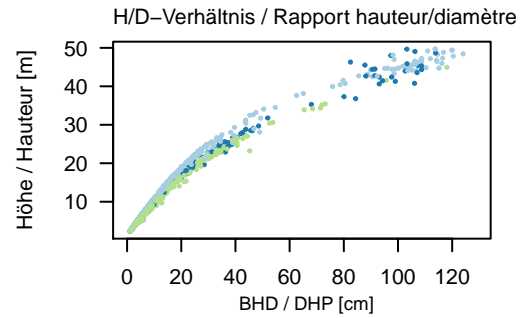 H/D−Verhältnis / Rapport hauteur/diamètre
Höhe / Hauteur [m]
50
40
30
20
10
0 20 40 60 80 100 120
BHD / DHP [cm]